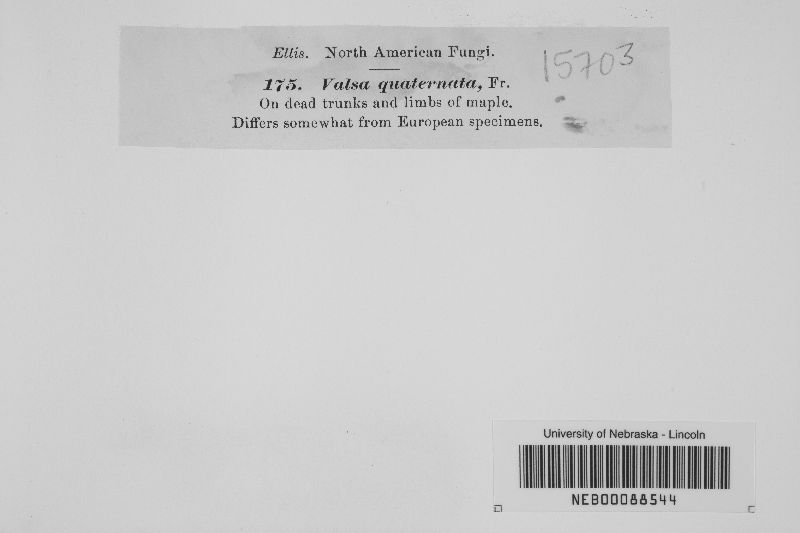 Ellis. North American Fungi.
15703
175. Valsa quaternata, Fr.
On dead trunks and limbs of maple.
Differs somewhat from European specimens.
University of Nebraska - Lincoln
NEB00088544